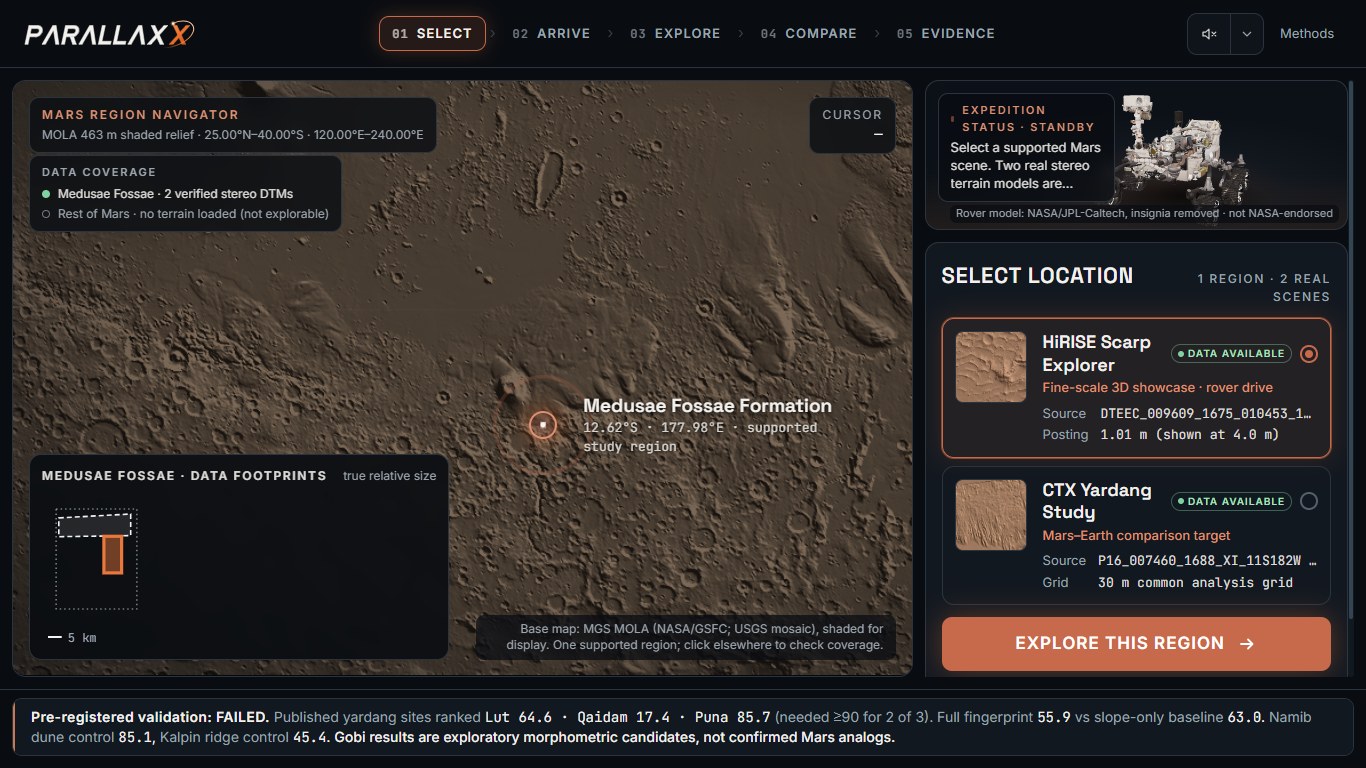 PARALLAXX
01 SELECT
02 ARRIVE
03 EXPLORE
04 COMPARE
05 EVIDENCE
Methods
MARS REGION NAVIGATOR
MOLA 463 m shaded relief · 25.00°N–40.00°S · 120.00°E–240.00°E
DATA COVERAGE
Medusae Fossae · 2 verified stereo DTMs
Rest of Mars · no terrain loaded (not explorable)
CURSOR
—
Medusae Fossae Formation
12.62°S · 177.98°E · supported
study region
MEDUSAE FOSSAE · DATA FOOTPRINTS true relative size
5 km
Base map: MGS MOLA (NASA/GSFC; USGS mosaic), shaded for
display. One supported region; click elsewhere to check coverage.
EXPEDITION
STATUS · STANDBY
Select a supported Mars
scene. Two real stereo
terrain models are...
Rover model: NASA/JPL-Caltech, insignia removed · not NASA-endorsed
SELECT LOCATION
1 REGION · 2 REAL
SCENES
HiRISE Scarp
Explorer
DATA AVAILABLE
Fine-scale 3D showcase · rover drive
Source DTEEC_009609_1675_010453_1…
Posting 1.01 m (shown at 4.0 m)
CTX Yardang
Study
DATA AVAILABLE
Mars–Earth comparison target
Source P16_007460_1688_XI_11S182W …
Grid 30 m common analysis grid
EXPLORE THIS REGION →
Pre-registered validation: FAILED. Published yardang sites ranked Lut 64.6 · Qaidam 17.4 · Puna 85.7 (needed ≥90 for 2 of 3). Full fingerprint 55.9 vs slope-only baseline 63.0. Namib
dune control 85.1, Kalpin ridge control 45.4. Gobi results are exploratory morphometric candidates, not confirmed Mars analogs.